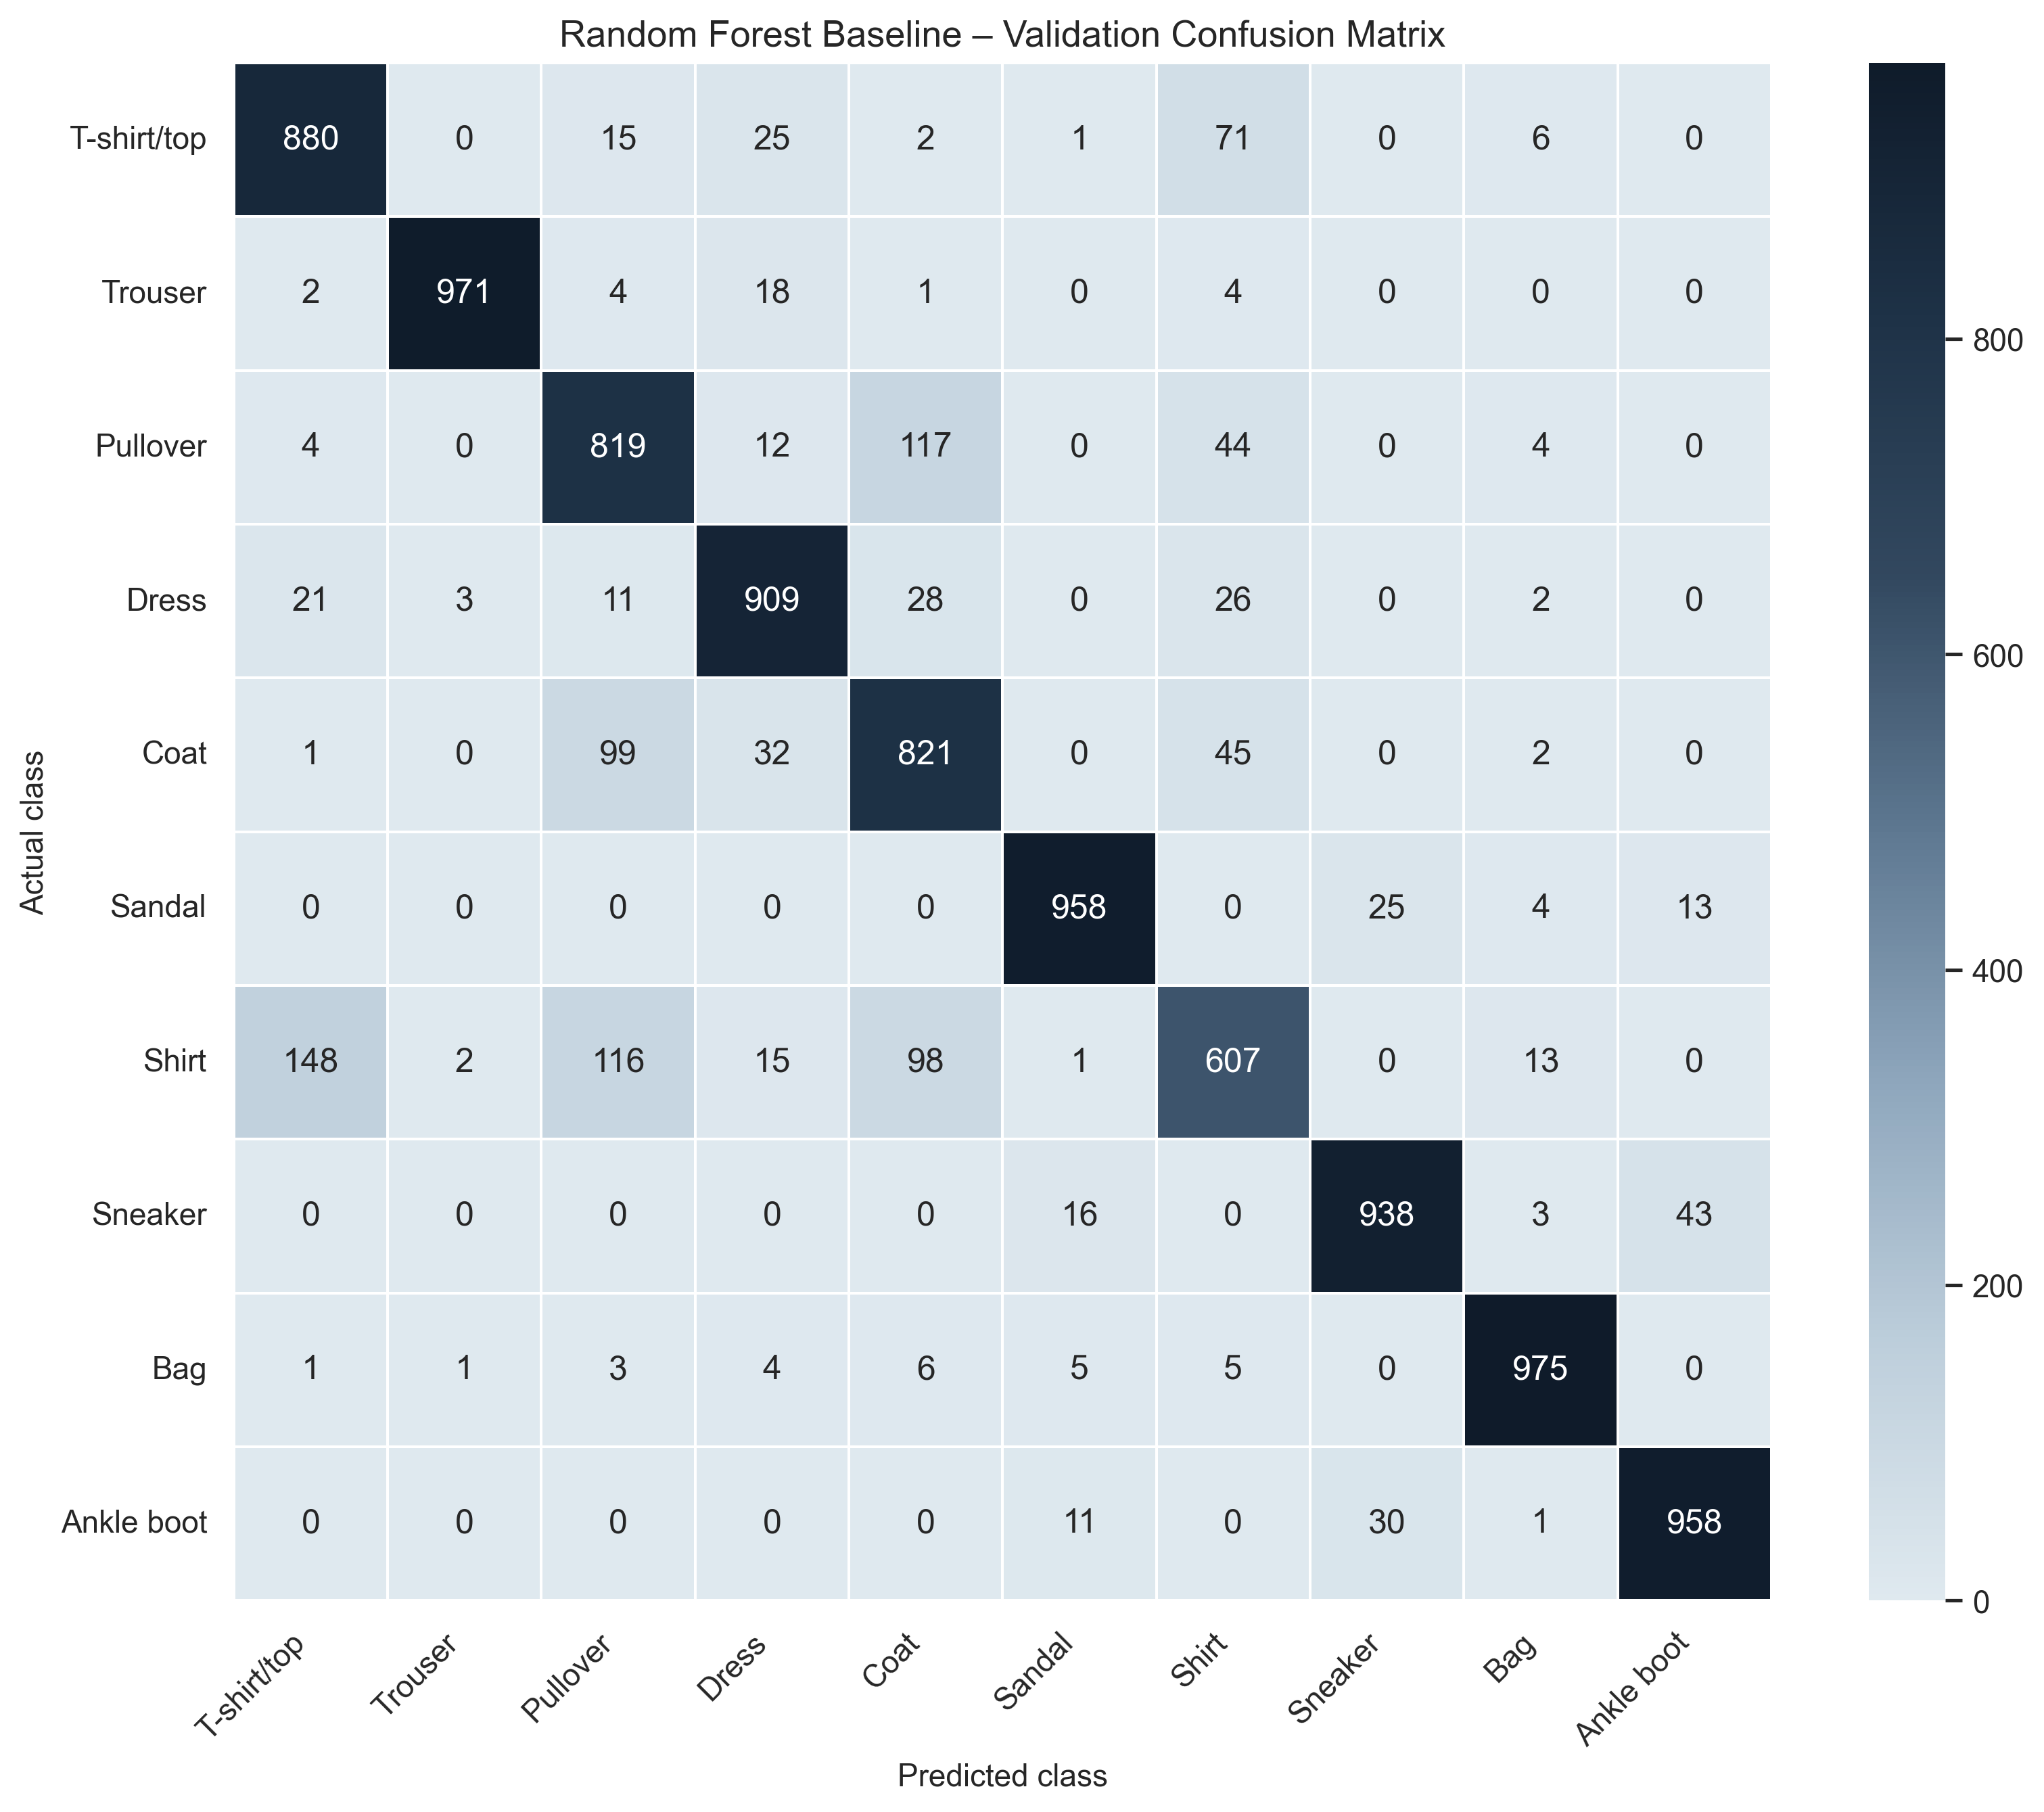 Random Forest Baseline – Validation Confusion Matrix
T-shirt/top 880 0 15 25 2 1 71 0 6 0
Trouser 2 971 4 18 1 0 4 0 0 0
800
Pullover 4 0 819 12 117 0 44 0 4 0
Dress 21 3 11 909 28 0 26 0 2 0
600
Coat 1 0 99 32 821 0 45 0 2 0
Actual class
Sandal 0 0 0 0 0 958 0 25 4 13
400
Shirt 148 2 116 15 98 1 607 0 13 0
Sneaker 0 0 0 0 0 16 0 938 3 43
200
Bag 1 1 3 4 6 5 5 0 975 0
Ankle boot 0 0 0 0 0 11 0 30 1 958
0
T-shirt/top Trouser Pullover Dress Coat Sandal Shirt Sneaker Bag Ankle boot
Predicted class